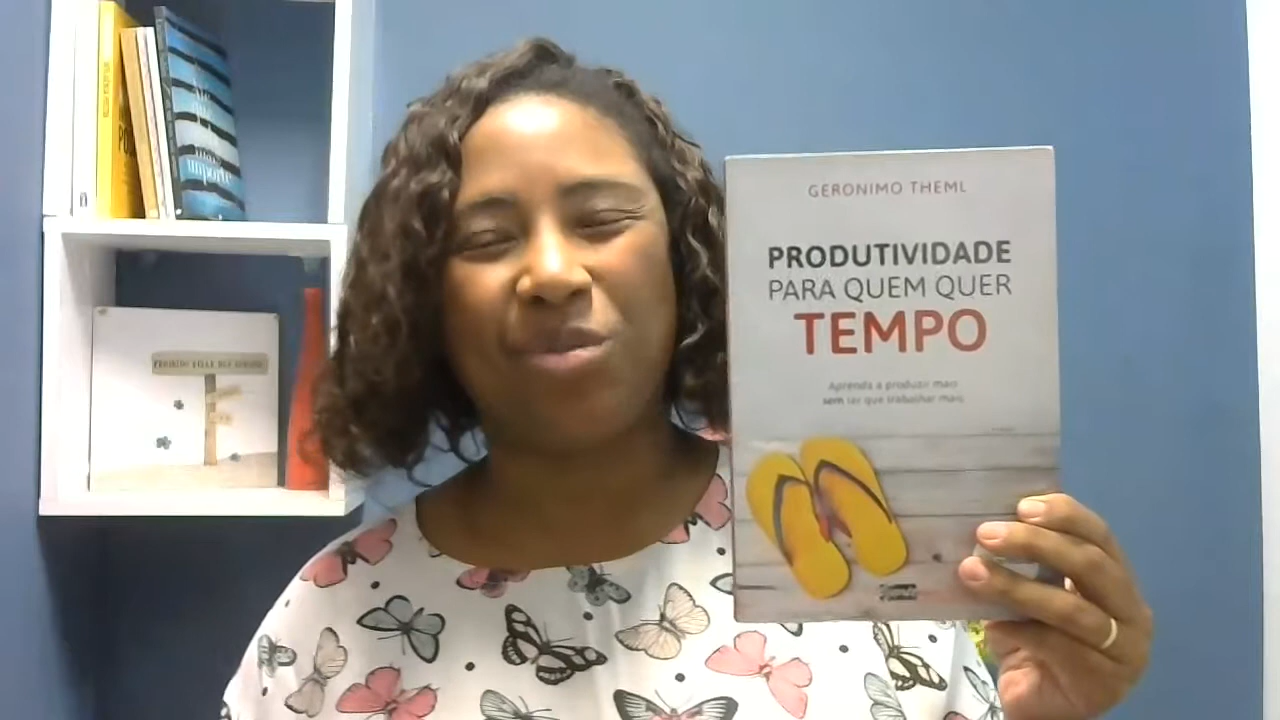 GERONIMO THEML
PRODUTIVIDADE
PARA QUEM QUER
TEMPO
Aprenda a produzir mais
sem ter que trabalhar mais